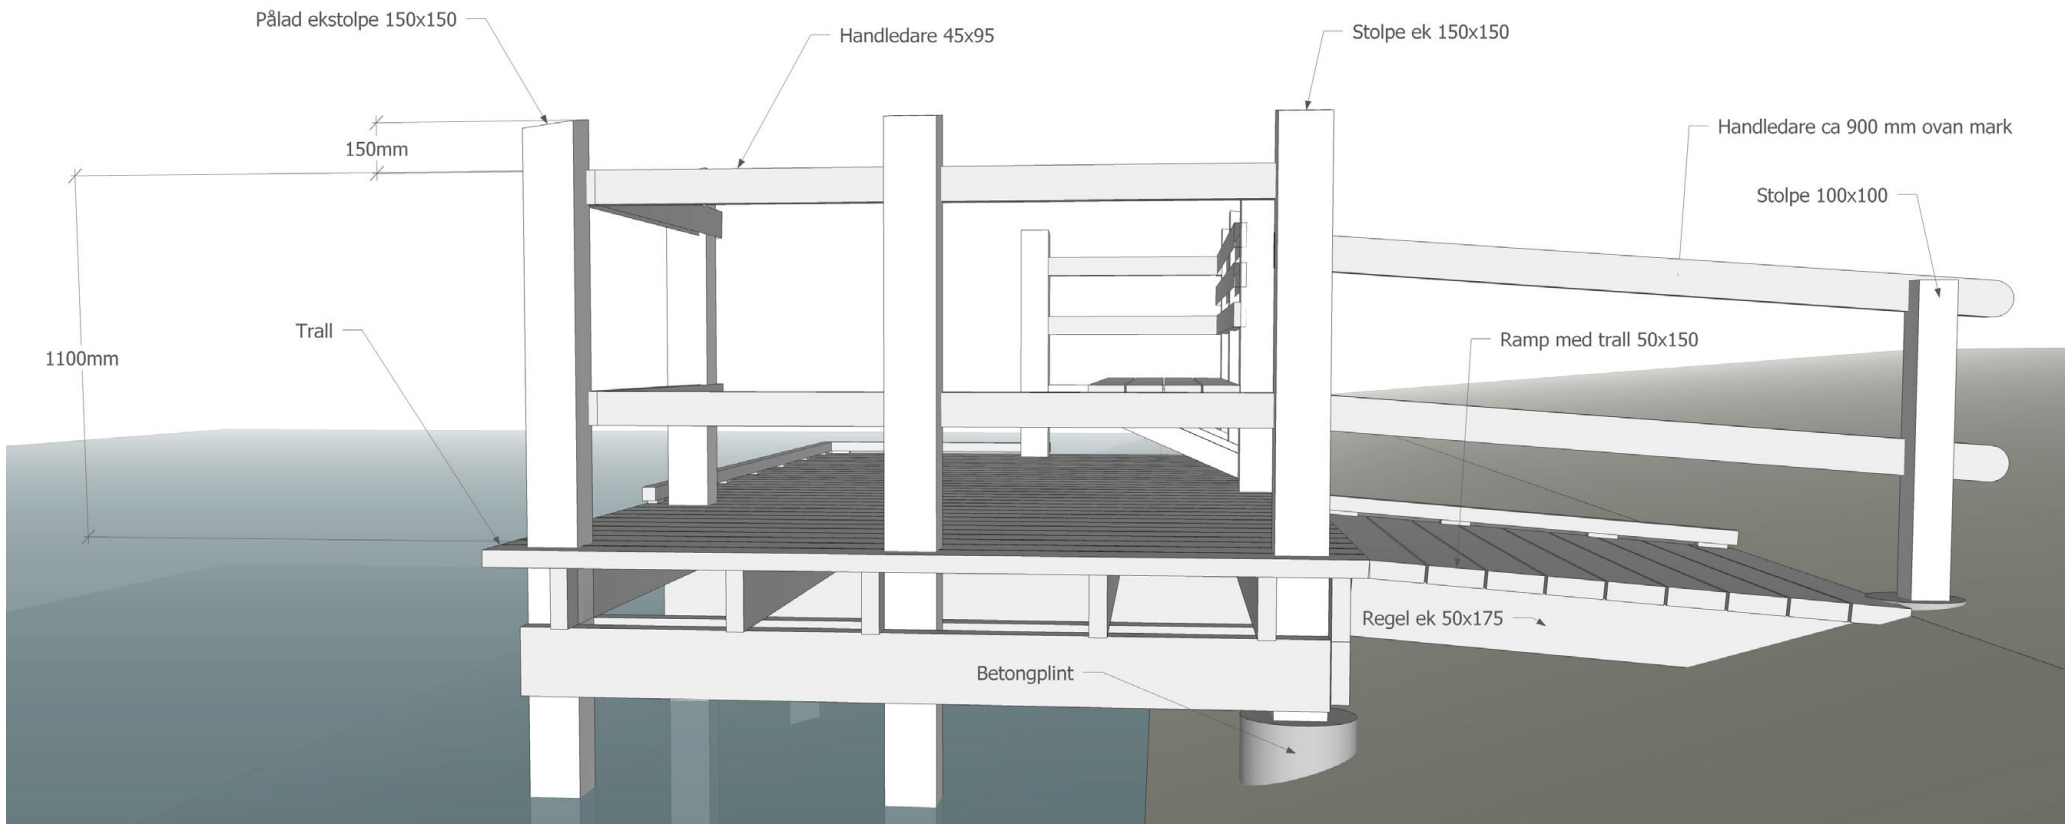 Pålad ekstolpe 150x150
Handledare 45x95
Stolpe ek 150x150
Handledare ca 900 mm ovan mark
150mm
Stolpe 100x100
Trall
1100mm
Ramp med trall 50x150
Regel ek 50x175
Betongplint